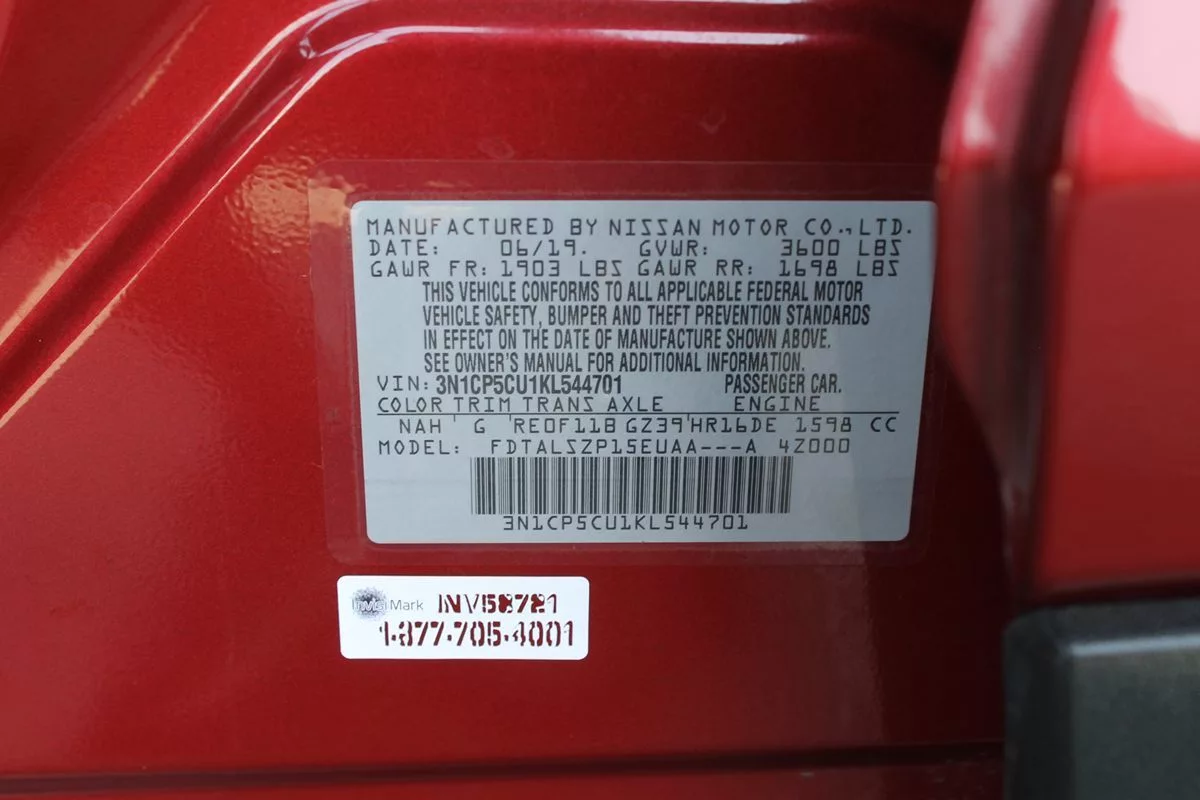 MANUFACTURED BY NISSAN MOTOR CO.,LTD.
DATE: 06/19. GVWR: 3600 LBS
GAWR FR: 1903 LBS GAWR RR: 1698 LBS
THIS VEHICLE CONFORMS TO ALL APPLICABLE FEDERAL MOTOR
VEHICLE SAFETY, BUMPER AND THEFT PREVENTION STANDARDS
IN EFFECT ON THE DATE OF MANUFACTURE SHOWN ABOVE.
SEE OWNER'S MANUAL FOR ADDITIONAL INFORMATION.
VIN: 3N1CP5CU1KL544701 PASSENGER CAR.
COLOR TRIM TRANS AXLE ENGINE
NAH G RE0F11B GZ39 HR16DE 1598 CC
MODEL: FDTALSZP15EUAA---A 4Z000
3N1CP5CU1KL544701
InvisiMark INV58781
1-877-705-4001